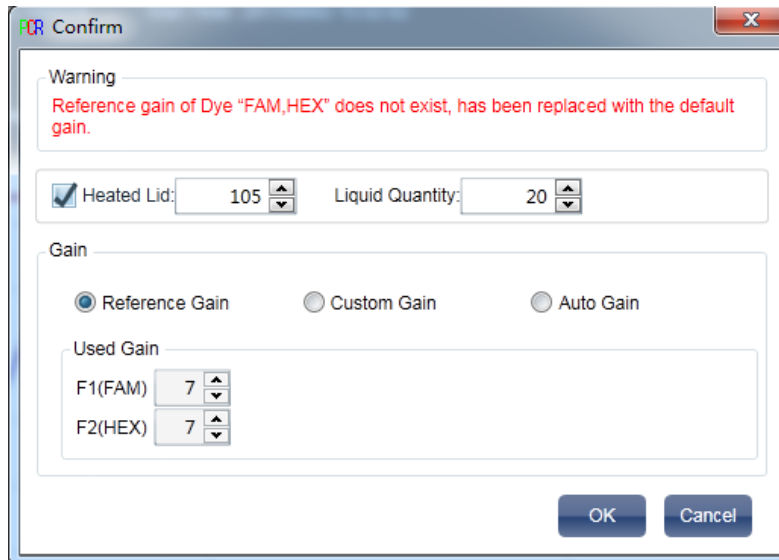 PCR Confirm
Warning
Reference gain of Dye “FAM,HEX” does not exist, has been replaced with the default
gain.
Heated Lid: 105 Liquid Quantity: 20
Gain
Reference Gain Custom Gain Auto Gain
Used Gain
F1(FAM) 7
F2(HEX) 7
OK Cancel